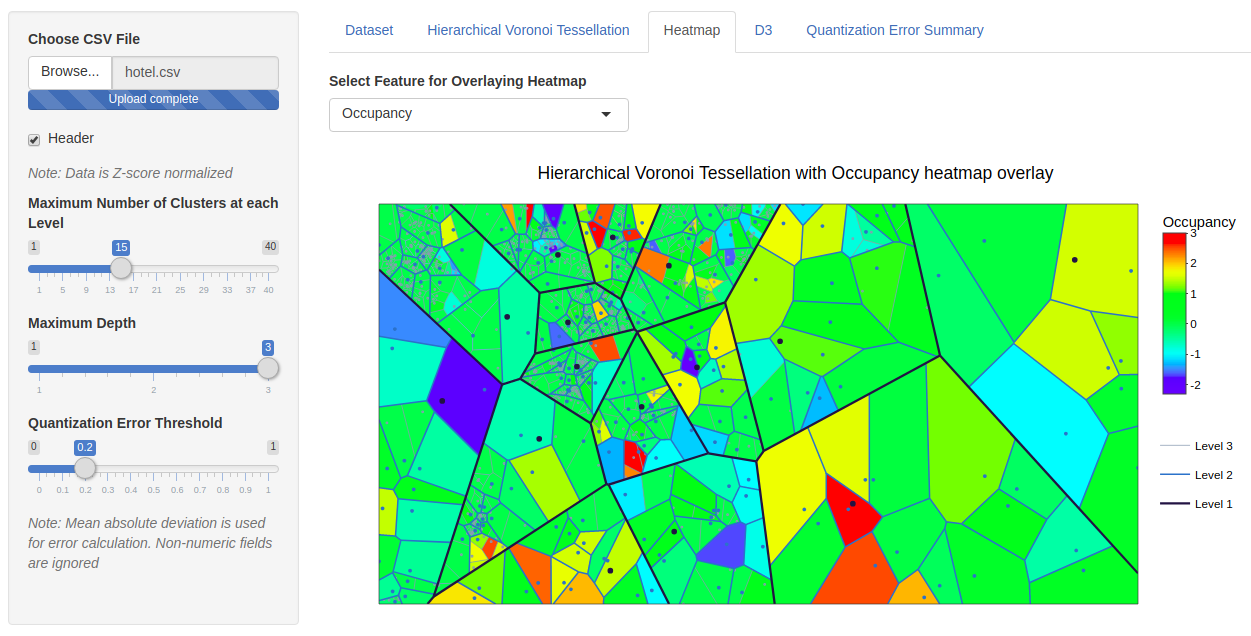 Choose CSV File
Browse... hotel.csv
Upload complete
Header
Note: Data is Z-score normalized
Maximum Number of Clusters at each
Level
1 15 40
1 5 9 13 17 21 25 29 33 37 40
Maximum Depth
1 3
1 2 3
Quantization Error Threshold
0 0.2 1
0 0.1 0.2 0.3 0.4 0.5 0.6 0.7 0.8 0.9 1
Note: Mean absolute deviation is used
for error calculation. Non-numeric fields
are ignored
Dataset Hierarchical Voronoi Tessellation Heatmap D3 Quantization Error Summary
Select Feature for Overlaying Heatmap
Occupancy
Hierarchical Voronoi Tessellation with Occupancy heatmap overlay
Occupancy
3
2
1
0
-1
-2
Level 3
Level 2
Level 1